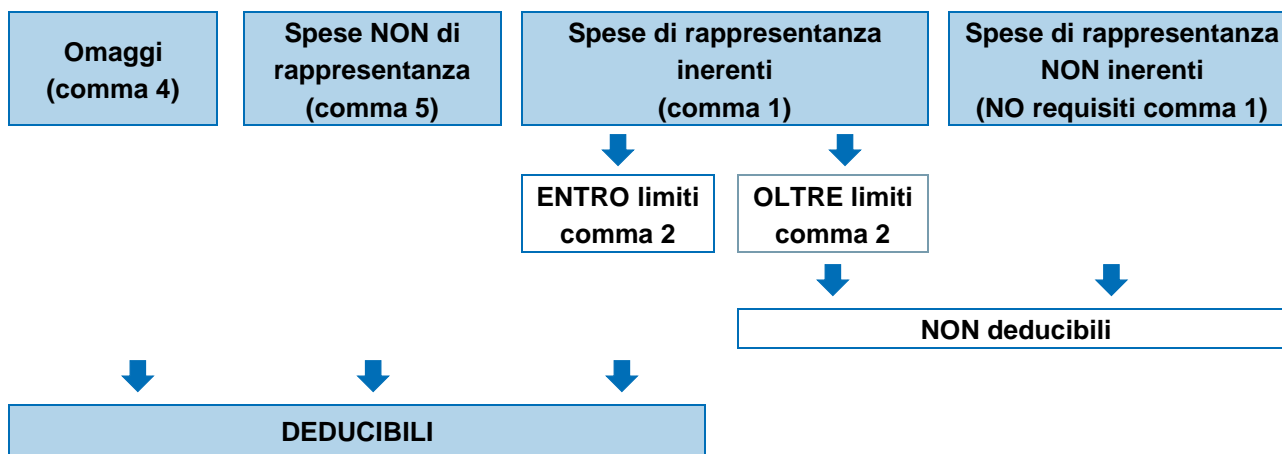 Omaggi
(comma 4)
Spese NON di
rappresentanza
(comma 5)
Spese di rappresentanza
inerenti
(comma 1)
Spese di rappresentanza
NON inerenti
(NO requisiti comma 1)
ENTRO limiti
comma 2
OLTRE limiti
comma 2
NON deducibili
DEDUCIBILI